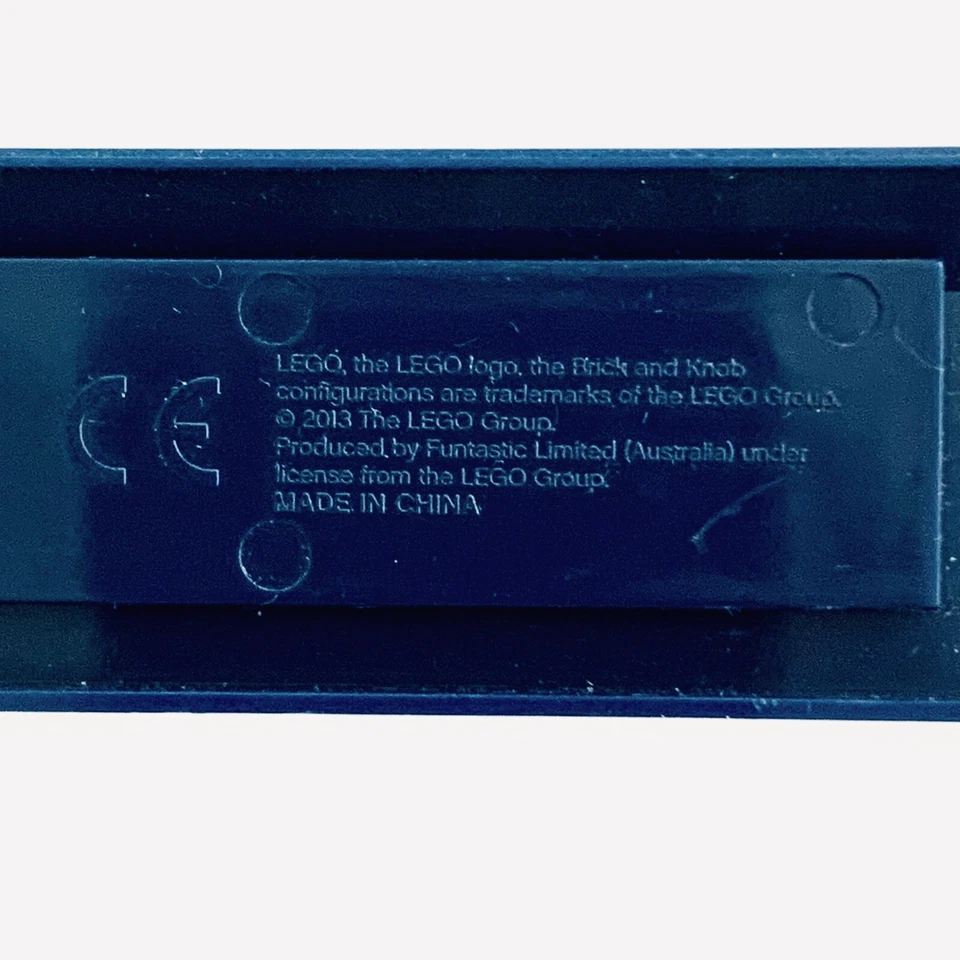 CE
LEGO, the LEGO logo, the Brick and Knob
configurations are trademarks of the LEGO Group.
© 2013 The LEGO Group.
Produced by Funtastic Limited (Australia) under
license from the LEGO Group.
MADE IN CHINA